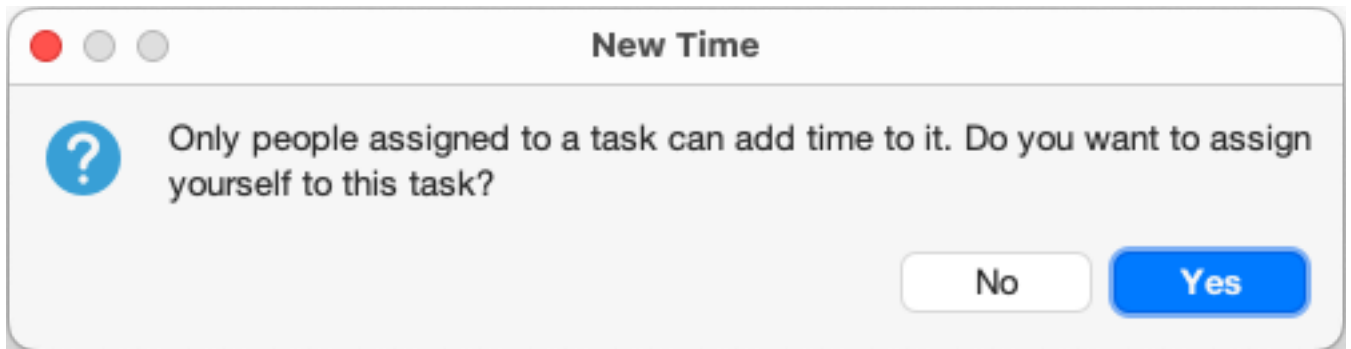 New Time
Only people assigned to a task can add time to it. Do you want to assign
yourself to this task?
No
Yes